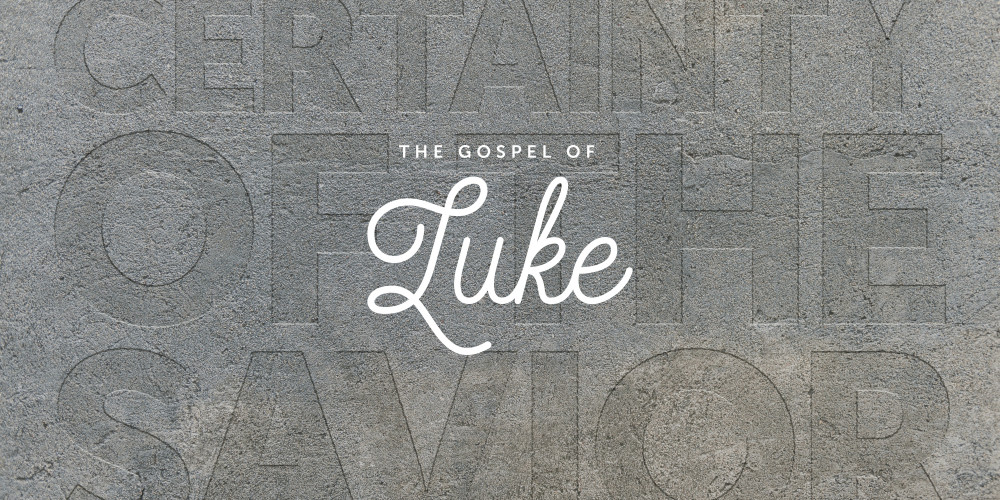 CERTAINTY
THE GOSPEL OF
Luke
OF THE
SAVIOR